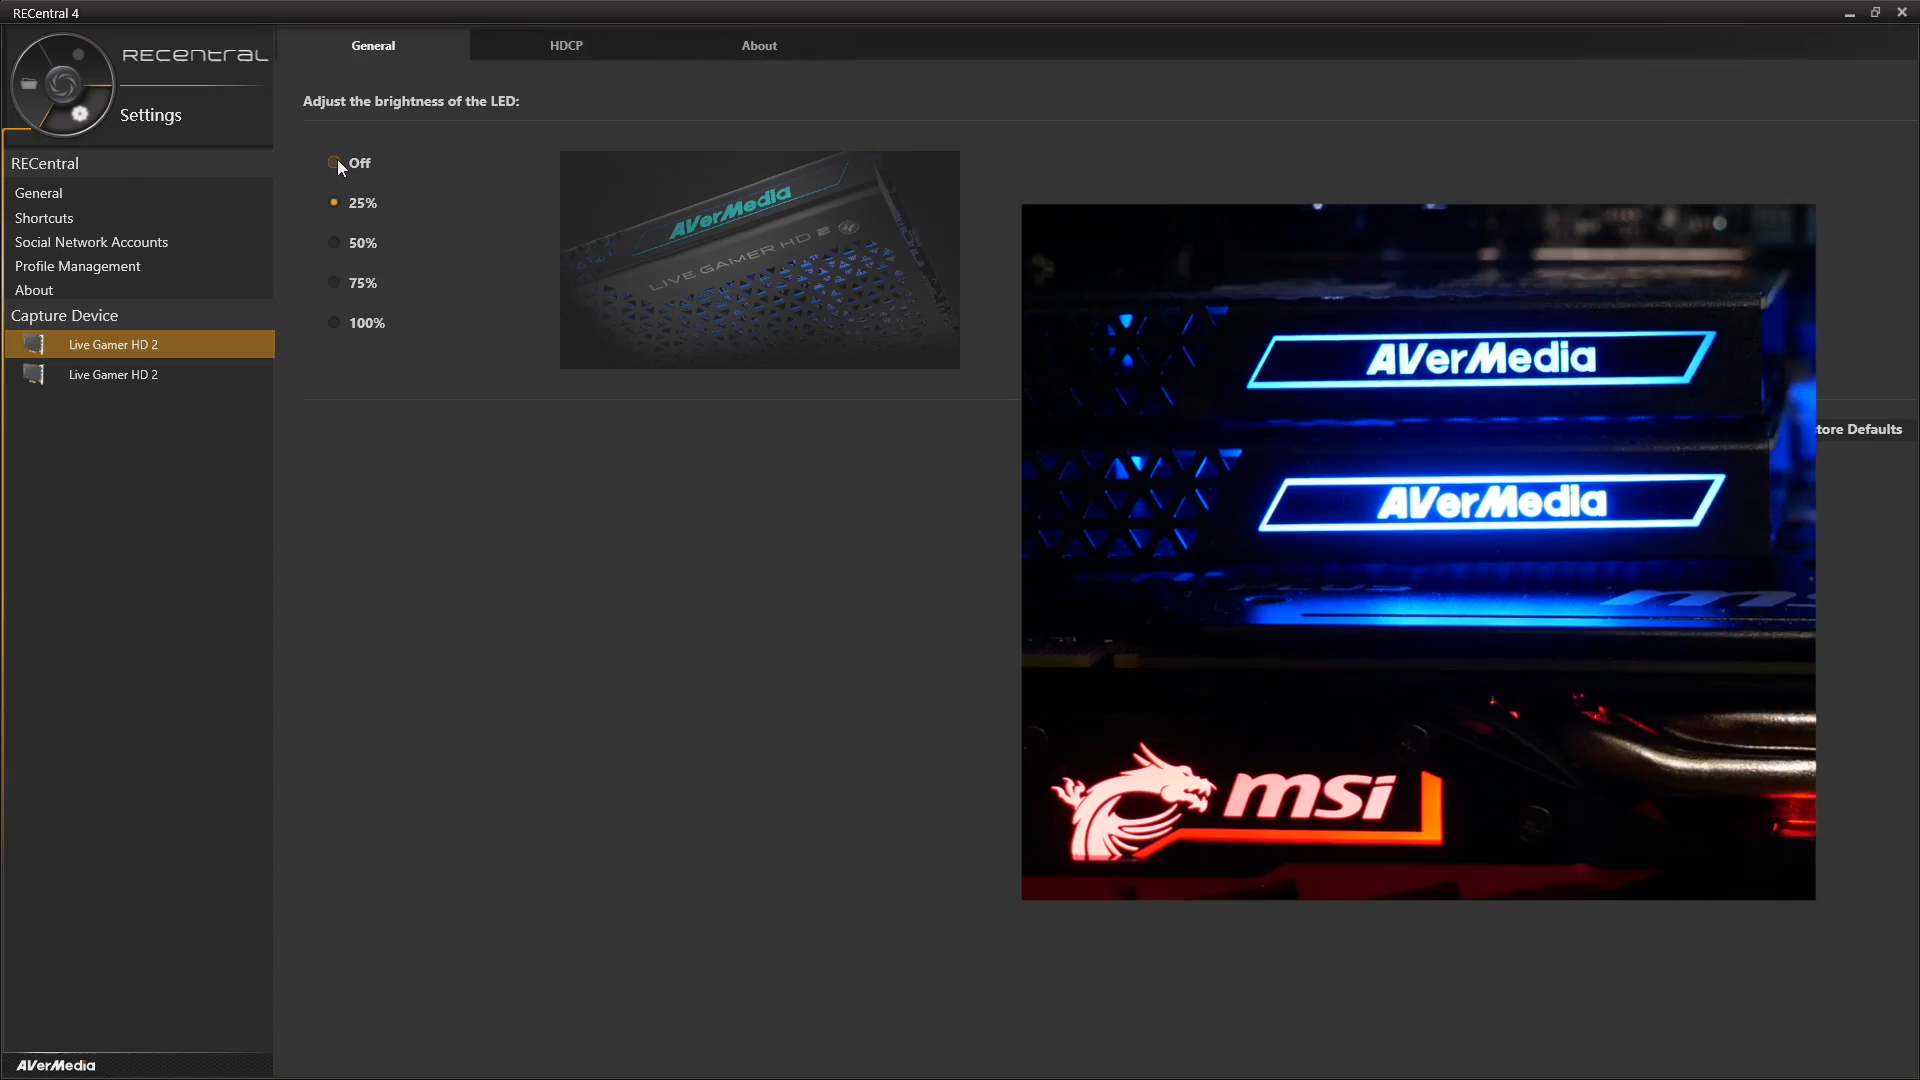 RECentral 4
RECentral
Settings
General
HDCP
About
Adjust the brightness of the LED:
Off
25%
50%
75%
100%
AVerMedia
LIVE GAMER HD 2
RECentral
General
Shortcuts
Social Network Accounts
Profile Management
About
Capture Device
Live Gamer HD 2
Live Gamer HD 2
AVerMedia
AVerMedia
msi
tore Defaults
AVerMedia